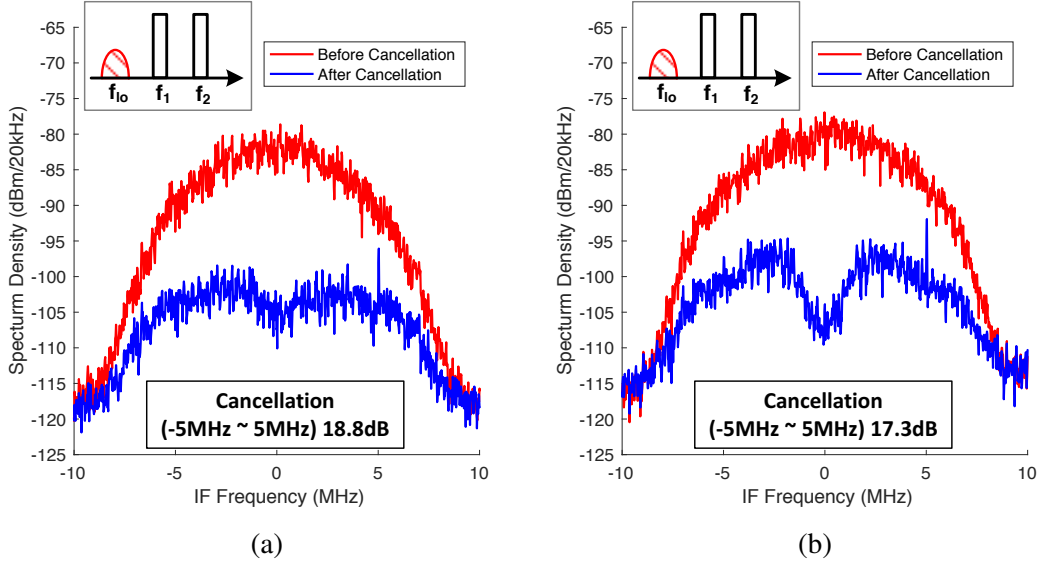 -65
-70
-75
-80
-85
-90
-95
-100
-105
-110
-115
-120
-125
Specturm Density (dBm/20kHz)
f_lo f_1 f_2
Before Cancellation
After Cancellation
Cancellation
(-5MHz ~ 5MHz) 18.8dB
-10 -5 0 5 10
IF Frequency (MHz)
(a)
-65
-70
-75
-80
-85
-90
-95
-100
-105
-110
-115
-120
-125
Specturm Density (dBm/20kHz)
f_lo f_1 f_2
Before Cancellation
After Cancellation
Cancellation
(-5MHz ~ 5MHz) 17.3dB
-10 -5 0 5 10
IF Frequency (MHz)
(b)